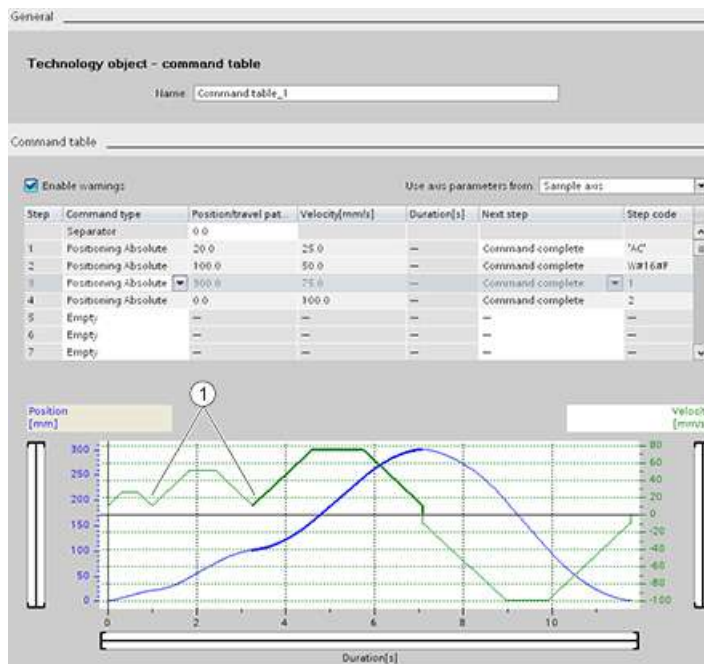 General
Technology object - command table
Name Command table_1
Command table
Enable warnings Use axis parameters from: Sample axis
Step Command type Position/travel pat... Velocity[mm/s] Duration[s] Next step Step code
Separator 0.0
1 Positioning Absolute 20.0 25.0 — Command complete "AC"
2 Positioning Absolute 100.0 50.0 — Command complete W#16#F
3 Positioning Absolute 300.0 75.0 — Command complete 1
4 Positioning Absolute 0.0 100.0 — Command complete 2
5 Empty — — — — —
6 Empty — — — — —
7 Empty — — — — —
1
Position
[mm]
Velocit
[mm/s
300 80
250 60
200 40
150 20
100 0
50 -20
0 -40
-60
-80
-100
0 2 4 6 8 10
Duration[s]